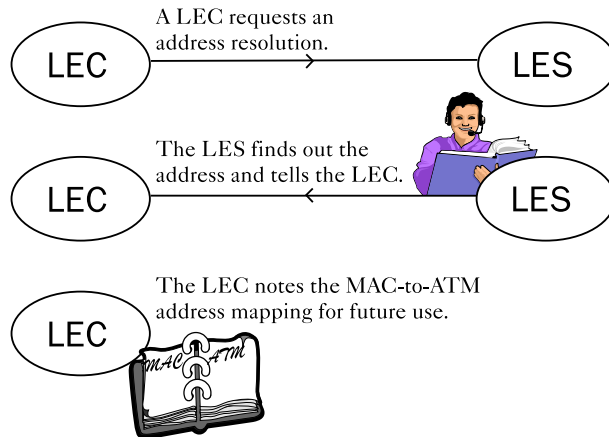 A LEC requests an
address resolution.
LEC
LES
The LES finds out the
address and tells the LEC.
LEC
LES
The LEC notes the MAC-to-ATM
address mapping for future use.
LEC
MAC ATM